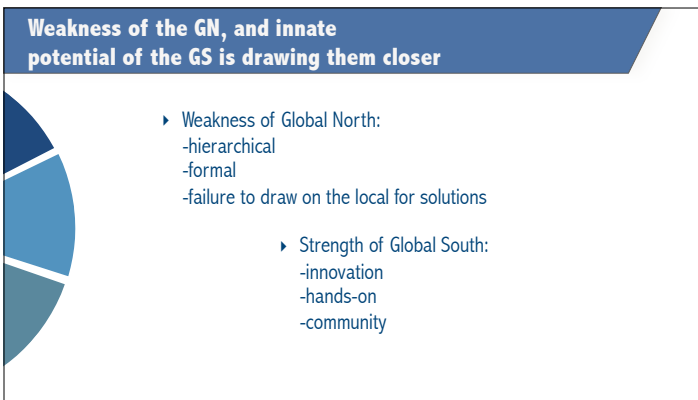 Weakness of the GN, and innate
potential of the GS is drawing them closer
Weakness of Global North:
-hierarchical
-formal
-failure to draw on the local for solutions
Strength of Global South:
-innovation
-hands-on
-community